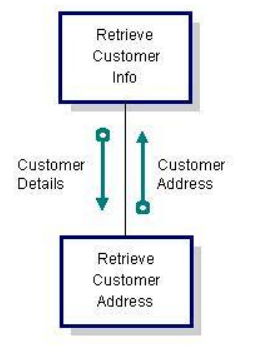 Retrieve
Customer
Info
Customer
Details
Customer
Address
Retrieve
Customer
Address